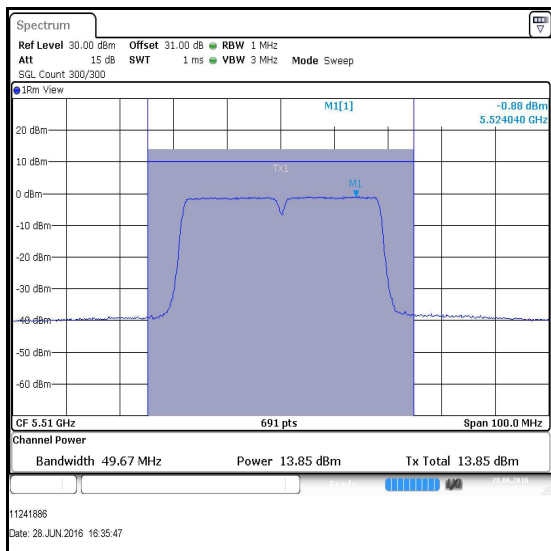 Spectrum
Ref Level 30.00 dBm Offset 31.00 dB RBW 1 MHz
Att 15 dB SWT 1 ms VBW 3 MHz Mode Sweep
SGL Count 300/300
1Rm View
M1[1] -0.88 dBm
5.524040 GHz
20 dBm
10 dBm
TX1
M1
0 dBm
-10 dBm
-20 dBm
-30 dBm
-40 dBm
-50 dBm
-60 dBm
CF 5.51 GHz 691 pts Span 100.0 MHz
Channel Power
Bandwidth 49.67 MHz Power 13.85 dBm Tx Total 13.85 dBm
28.06.2016
11241886
Date: 28.JUN.2016 16:35:47